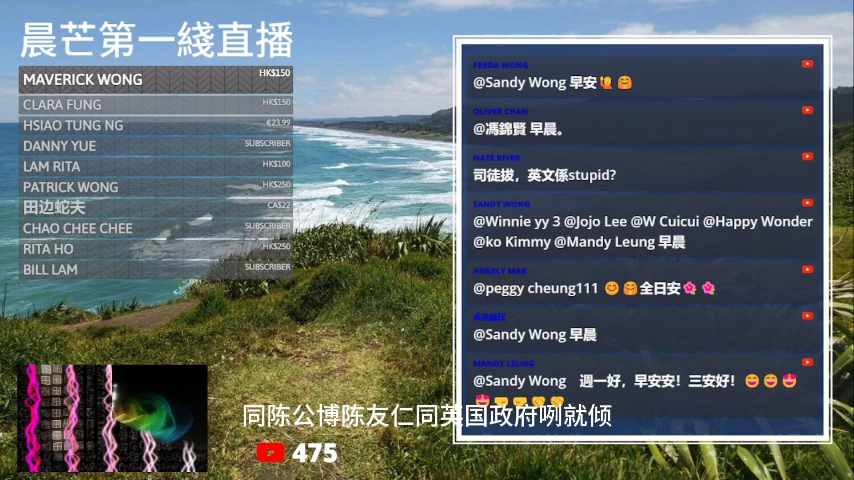 晨芒第一綫直播
MAVERICK WONG HK$150
CLARA FUNG HK$150
HSIAO TUNG NG €23.99
DANNY YUE SUBSCRIBER
LAM RITA HK$100
PATRICK WONG HK$250
田边蛇夫 CA$22
CHAO CHEE CHEE SUBSCRIBER
RITA HO HK$250
BILL LAM SUBSCRIBER
FREDA WONG
@Sandy Wong 早安
OLIVER CHAN
@馮錦賢 早晨。
NATE RIVER
司徒拔，英文係stupid?
SANDY WONG
@Winnie yy 3 @Jojo Lee @W Cuicui @Happy Wonder
@ko Kimmy @Mandy Leung 早晨
ANGELY MAK
@peggy cheung111 😊 🤗全日安🌺 🌺
@Sandy Wong 早晨
MANDY LEUNG
@Sandy Wong 週一好，早安安！三安好！😄 😄 😍
同陈公博陈友仁同英国政府咧就倾
475